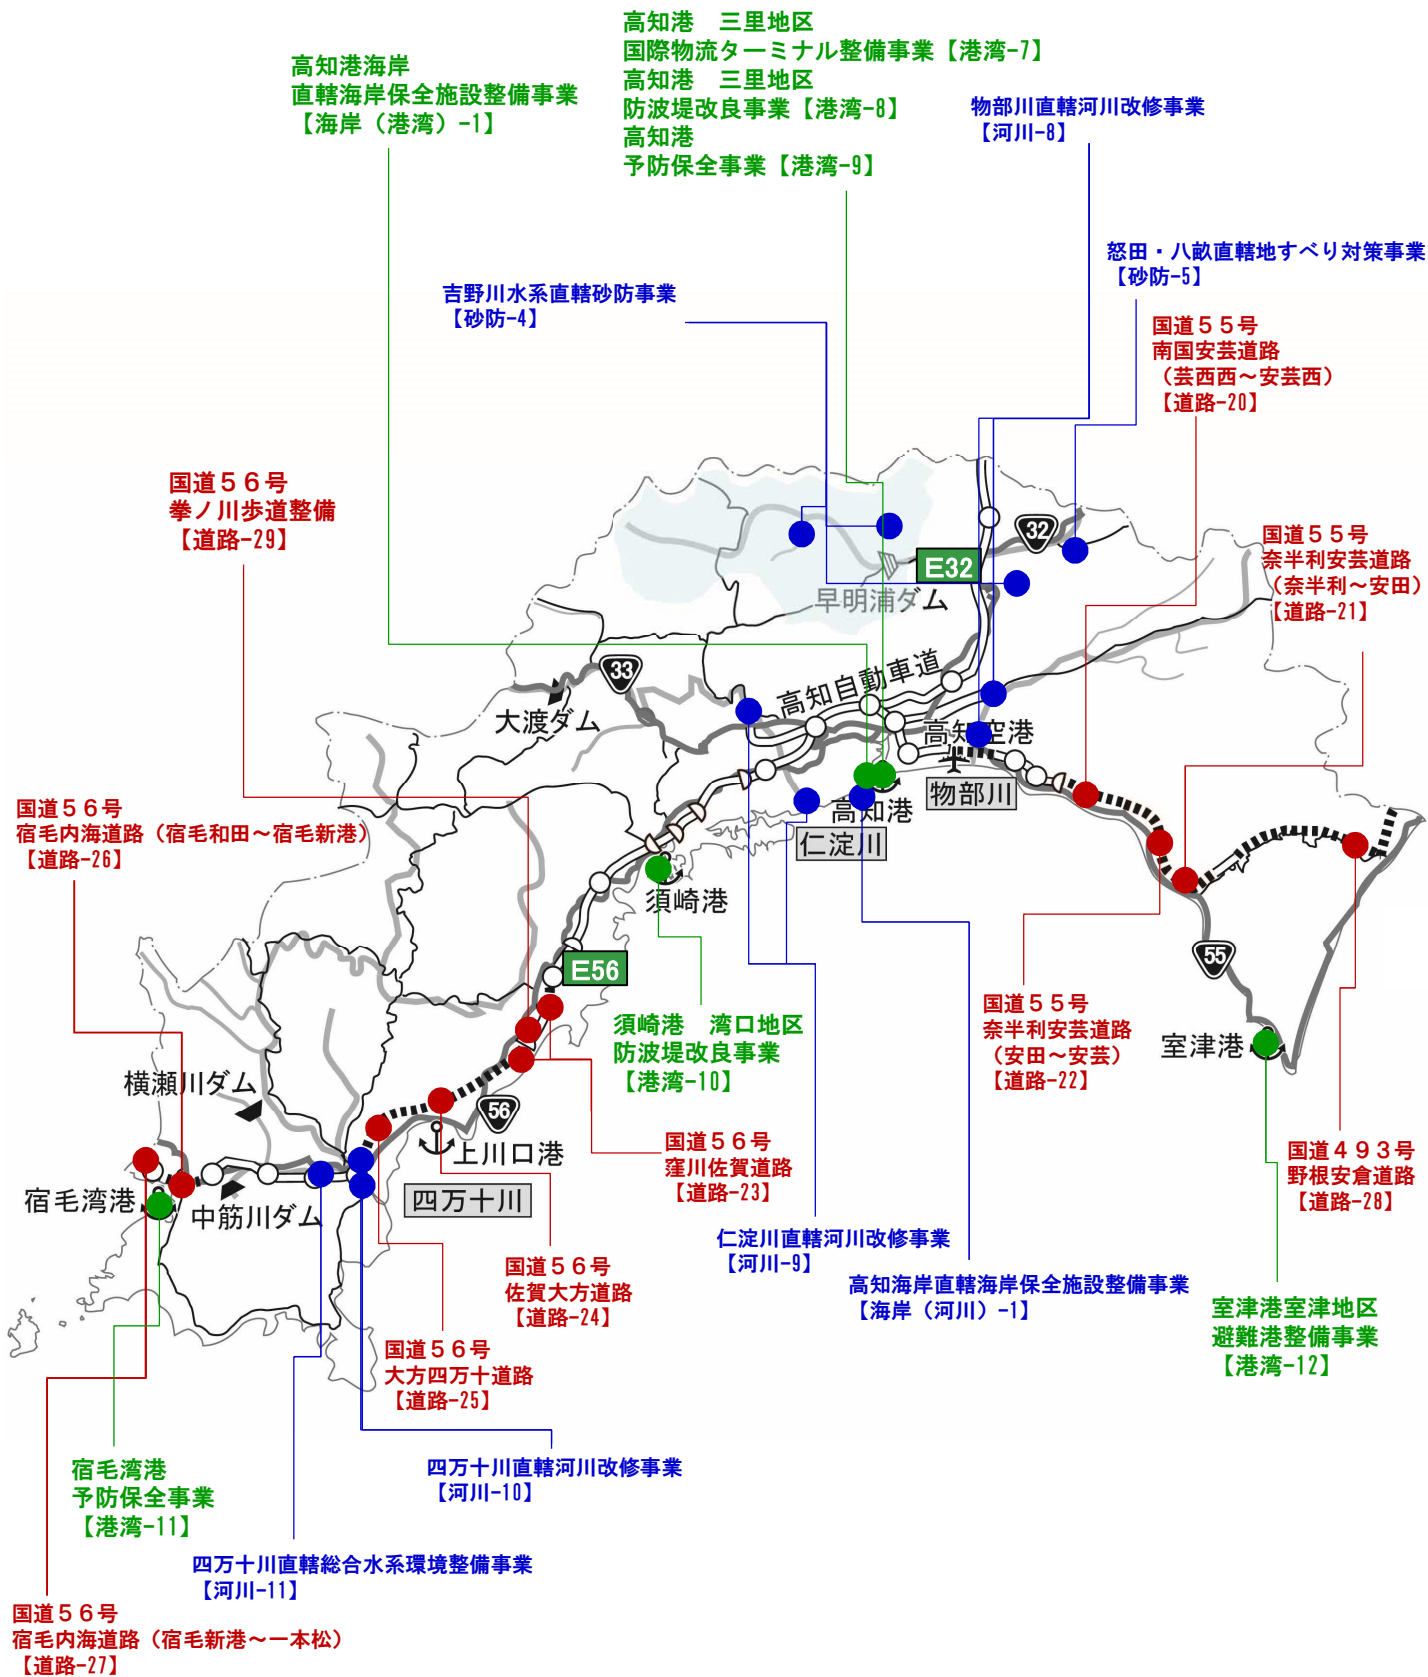 高知港　三里地区
国際物流ターミナル整備事業【港湾-7】
高知港　三里地区
防波堤改良事業【港湾-8】
高知港
予防保全事業【港湾-9】
高知港海岸
直轄海岸保全施設整備事業
【海岸（港湾）-1】
物部川直轄河川改修事業
【河川-8】
怒田・八畝直轄地すべり対策事業
【砂防-5】
吉野川水系直轄砂防事業
【砂防-4】
国道５５号
南国安芸道路
（芸西西～安芸西）
【道路-20】
国道５６号
拳ノ川歩道整備
【道路-29】
国道５５号
奈半利安芸道路
（奈半利～安田）
【道路-21】
32
E32
早明浦ダム
33
高知自動車道
大渡ダム
高知空港
物部川
高知港
仁淀川
国道５６号
宿毛内海道路（宿毛和田～宿毛新港）
【道路-26】
須崎港
E56
55
国道５５号
奈半利安芸道路
（安田～安芸）
【道路-22】
須崎港　湾口地区
防波堤改良事業
【港湾-10】
室津港
横瀬川ダム
56
上川口港
国道５６号
窪川佐賀道路
【道路-23】
国道４９３号
野根安倉道路
【道路-28】
宿毛湾港
中筋川ダム
四万十川
仁淀川直轄河川改修事業
【河川-9】
国道５６号
佐賀大方道路
【道路-24】
高知海岸直轄海岸保全施設整備事業
【海岸（河川）-1】
室津港室津地区
避難港整備事業
【港湾-12】
国道５６号
大方四万十道路
【道路-25】
宿毛湾港
予防保全事業
【港湾-11】
四万十川直轄河川改修事業
【河川-10】
四万十川直轄総合水系環境整備事業
【河川-11】
国道５６号
宿毛内海道路（宿毛新港～一本松）
【道路-27】